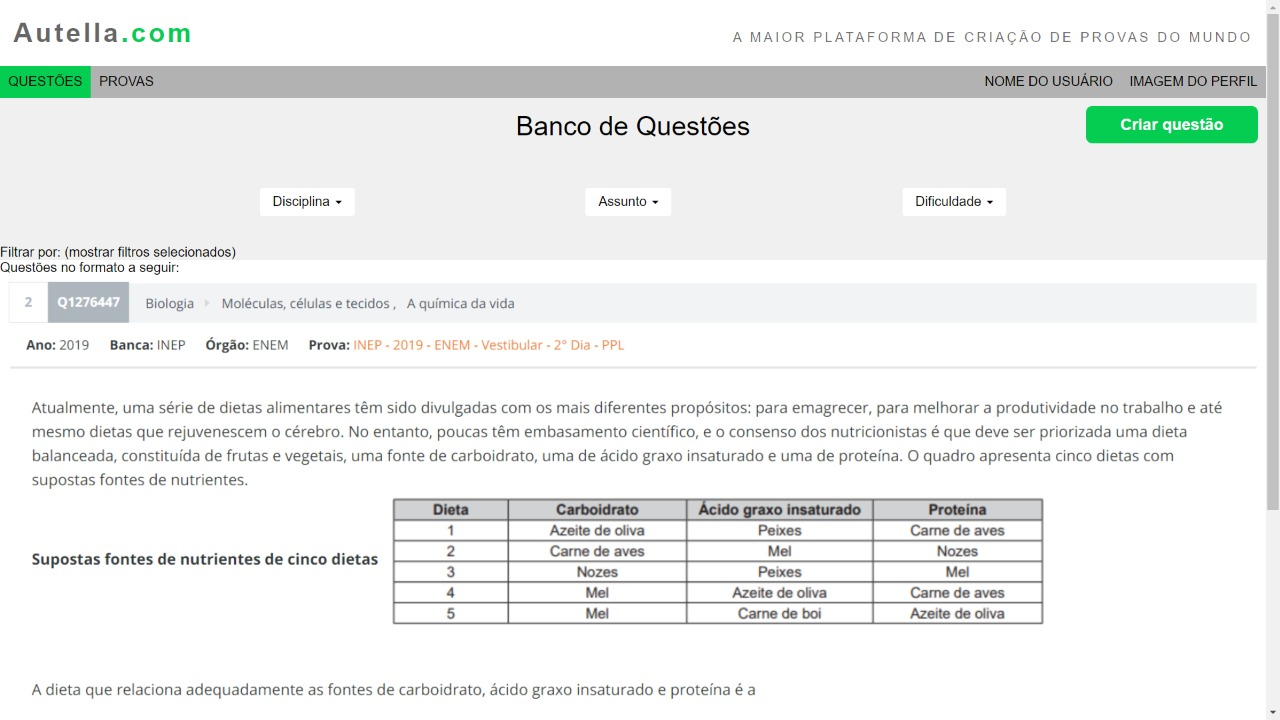 Autella.com
A MAIOR PLATAFORMA DE CRIAÇÃO DE PROVAS DO MUNDO
QUESTÕES PROVAS NOME DO USUÁRIO IMAGEM DO PERFIL
Banco de Questões
Criar questão
Disciplina Assunto Dificuldade
Filtrar por: (mostrar filtros selecionados)
Questões no formato a seguir:
2 Q1276447 Biologia Moléculas, células e tecidos , A química da vida
Ano: 2019 Banca: INEP Órgão: ENEM Prova: INEP - 2019 - ENEM - Vestibular - 2° Dia - PPL
Atualmente, uma série de dietas alimentares têm sido divulgadas com os mais diferentes propósitos: para emagrecer, para melhorar a produtividade no trabalho e até
mesmo dietas que rejuvenescem o cérebro. No entanto, poucas têm embasamento científico, e o consenso dos nutricionistas é que deve ser priorizada uma dieta
balanceada, constituída de frutas e vegetais, uma fonte de carboidrato, uma de ácido graxo insaturado e uma de proteína. O quadro apresenta cinco dietas com
supostas fontes de nutrientes.
Supostas fontes de nutrientes de cinco dietas
Dieta Carboidrato Ácido graxo insaturado Proteína
1 Azeite de oliva Peixes Carne de aves
2 Carne de aves Mel Nozes
3 Nozes Peixes Mel
4 Mel Azeite de oliva Carne de aves
5 Mel Carne de boi Azeite de oliva
A dieta que relaciona adequadamente as fontes de carboidrato, ácido graxo insaturado e proteína é a